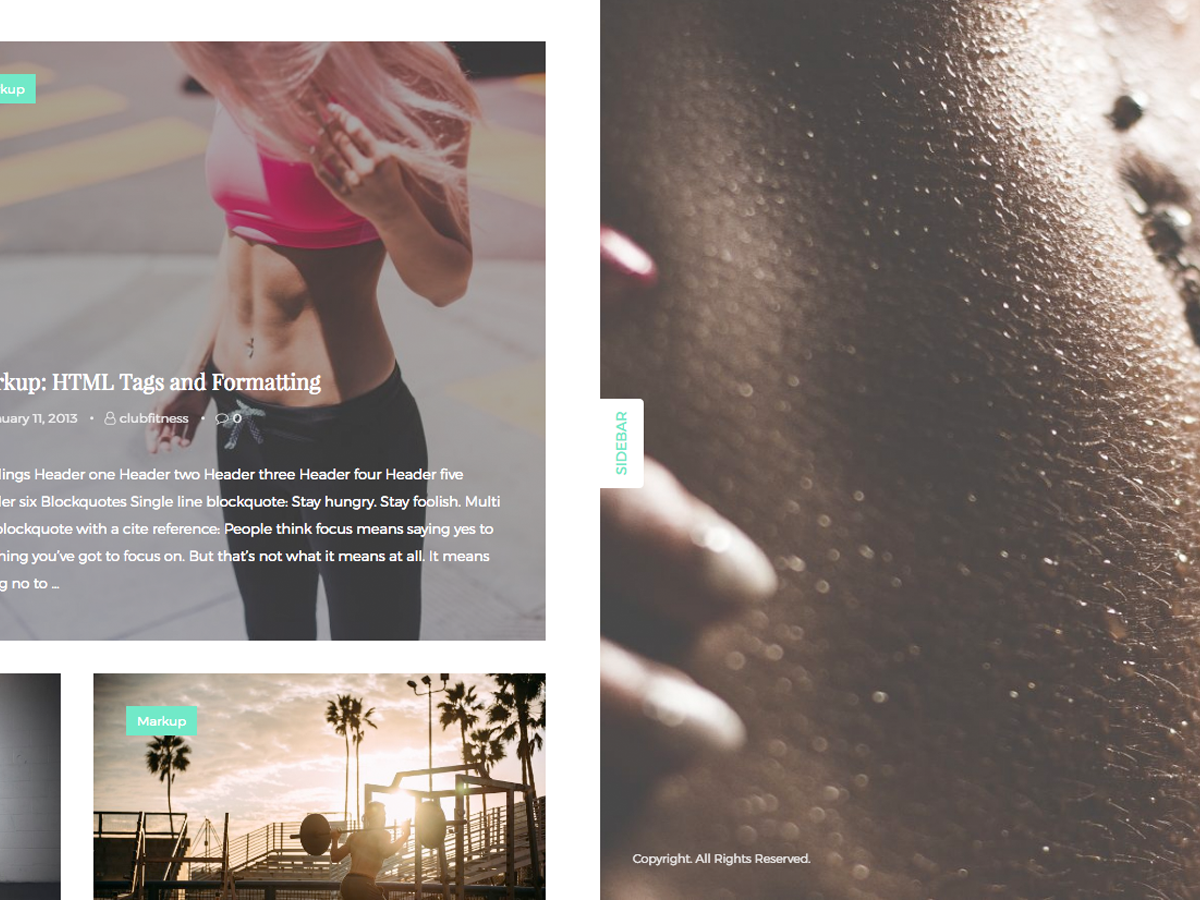 kup
rkup: HTML Tags and Formatting
uary 11, 2013 • clubfitness • 0
lings Header one Header two Header three Header four Header five
er six Blockquotes Single line blockquote: Stay hungry. Stay foolish. Multi
blockquote with a cite reference: People think focus means saying yes to
hing you've got to focus on. But that's not what it means at all. It means
g no to ...
Markup
SIDEBAR
Copyright. All Rights Reserved.